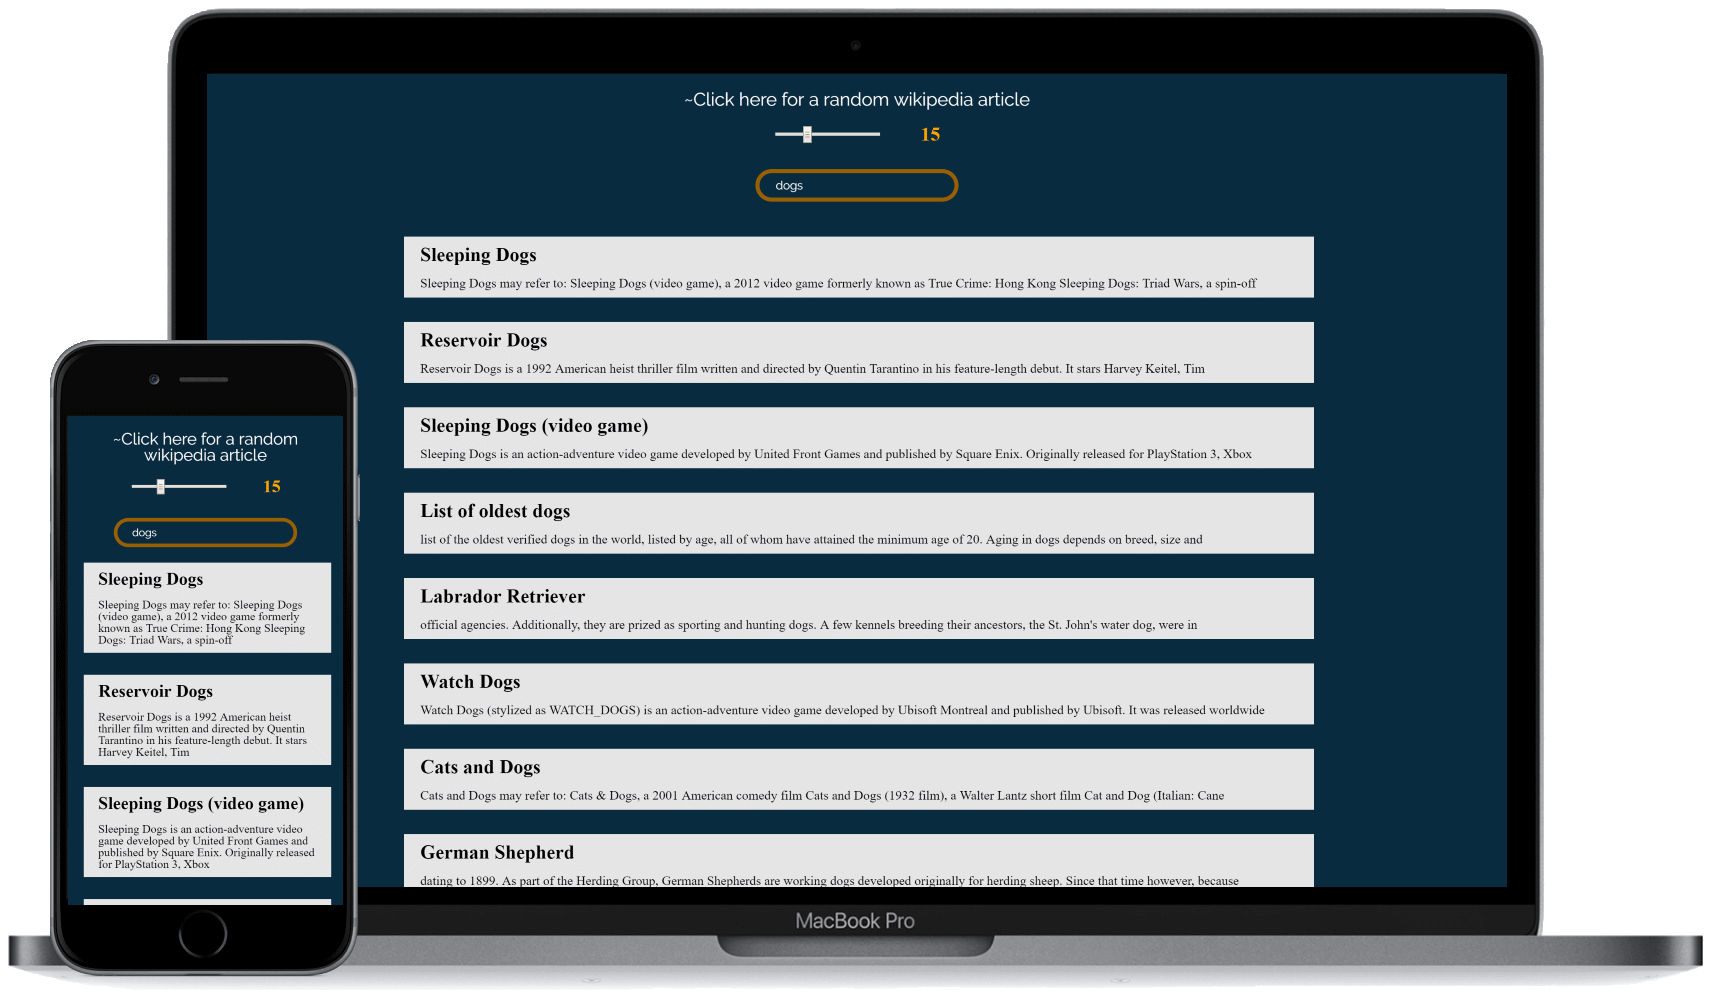 ~Click here for a random wikipedia article
15
dogs
Sleeping Dogs
Sleeping Dogs may refer to: Sleeping Dogs (video game), a 2012 video game formerly known as True Crime: Hong Kong Sleeping Dogs: Triad Wars, a spin-off
Reservoir Dogs
Reservoir Dogs is a 1992 American heist thriller film written and directed by Quentin Tarantino in his feature-length debut. It stars Harvey Keitel, Tim
Sleeping Dogs (video game)
Sleeping Dogs is an action-adventure video game developed by United Front Games and published by Square Enix. Originally released for PlayStation 3, Xbox
List of oldest dogs
list of the oldest verified dogs in the world, listed by age, all of whom have attained the minimum age of 20. Aging in dogs depends on breed, size and
Labrador Retriever
official agencies. Additionally, they are prized as sporting and hunting dogs. A few kennels breeding their ancestors, the St. John's water dog, were in
Watch Dogs
Watch Dogs (stylized as WATCH_DOGS) is an action-adventure video game developed by Ubisoft Montreal and published by Ubisoft. It was released worldwide
Cats and Dogs
Cats and Dogs may refer to: Cats & Dogs, a 2001 American comedy film Cats and Dogs (1932 film), a Walter Lantz short film Cat and Dog (Italian: Cane
German Shepherd
dating to 1899. As part of the Herding Group, German Shepherds are working dogs developed originally for herding sheep. Since that time however, because
MacBook Pro
~Click here for a random
wikipedia article
15
dogs
Sleeping Dogs
Sleeping Dogs may refer to: Sleeping Dogs
(video game), a 2012 video game formerly
known as True Crime: Hong Kong Sleeping
Dogs: Triad Wars, a spin-off
Reservoir Dogs
Reservoir Dogs is a 1992 American heist
thriller film written and directed by Quentin
Tarantino in his feature-length debut. It stars
Harvey Keitel, Tim
Sleeping Dogs (video game)
Sleeping Dogs is an action-adventure video
game developed by United Front Games and
published by Square Enix. Originally released
for PlayStation 3, Xbox